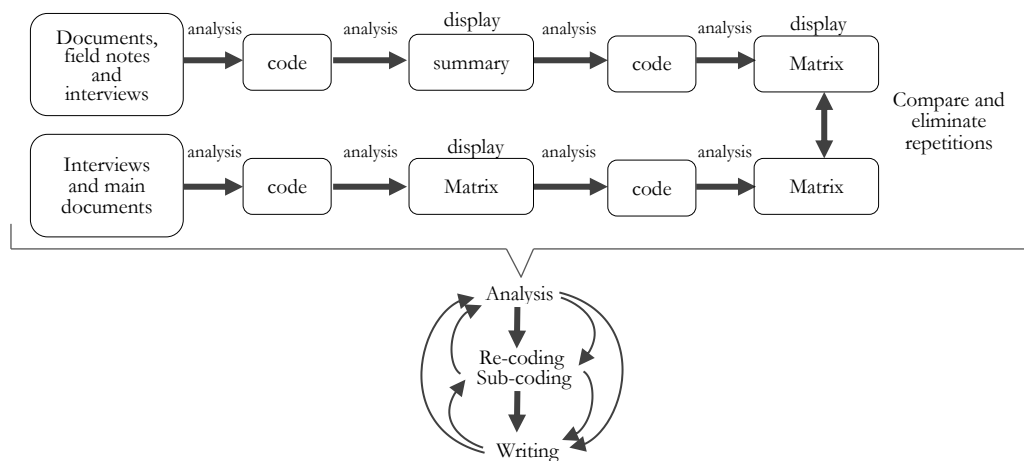 display
display
analysis
analysis
analysis
analysis
Documents,
field notes
and
interviews
code
summary
code
Matrix
Compare and
eliminate
repetitions
display
analysis
analysis
analysis
analysis
Interviews
and main
documents
code
Matrix
code
Matrix
Analysis
Re-coding
Sub-coding
Writing